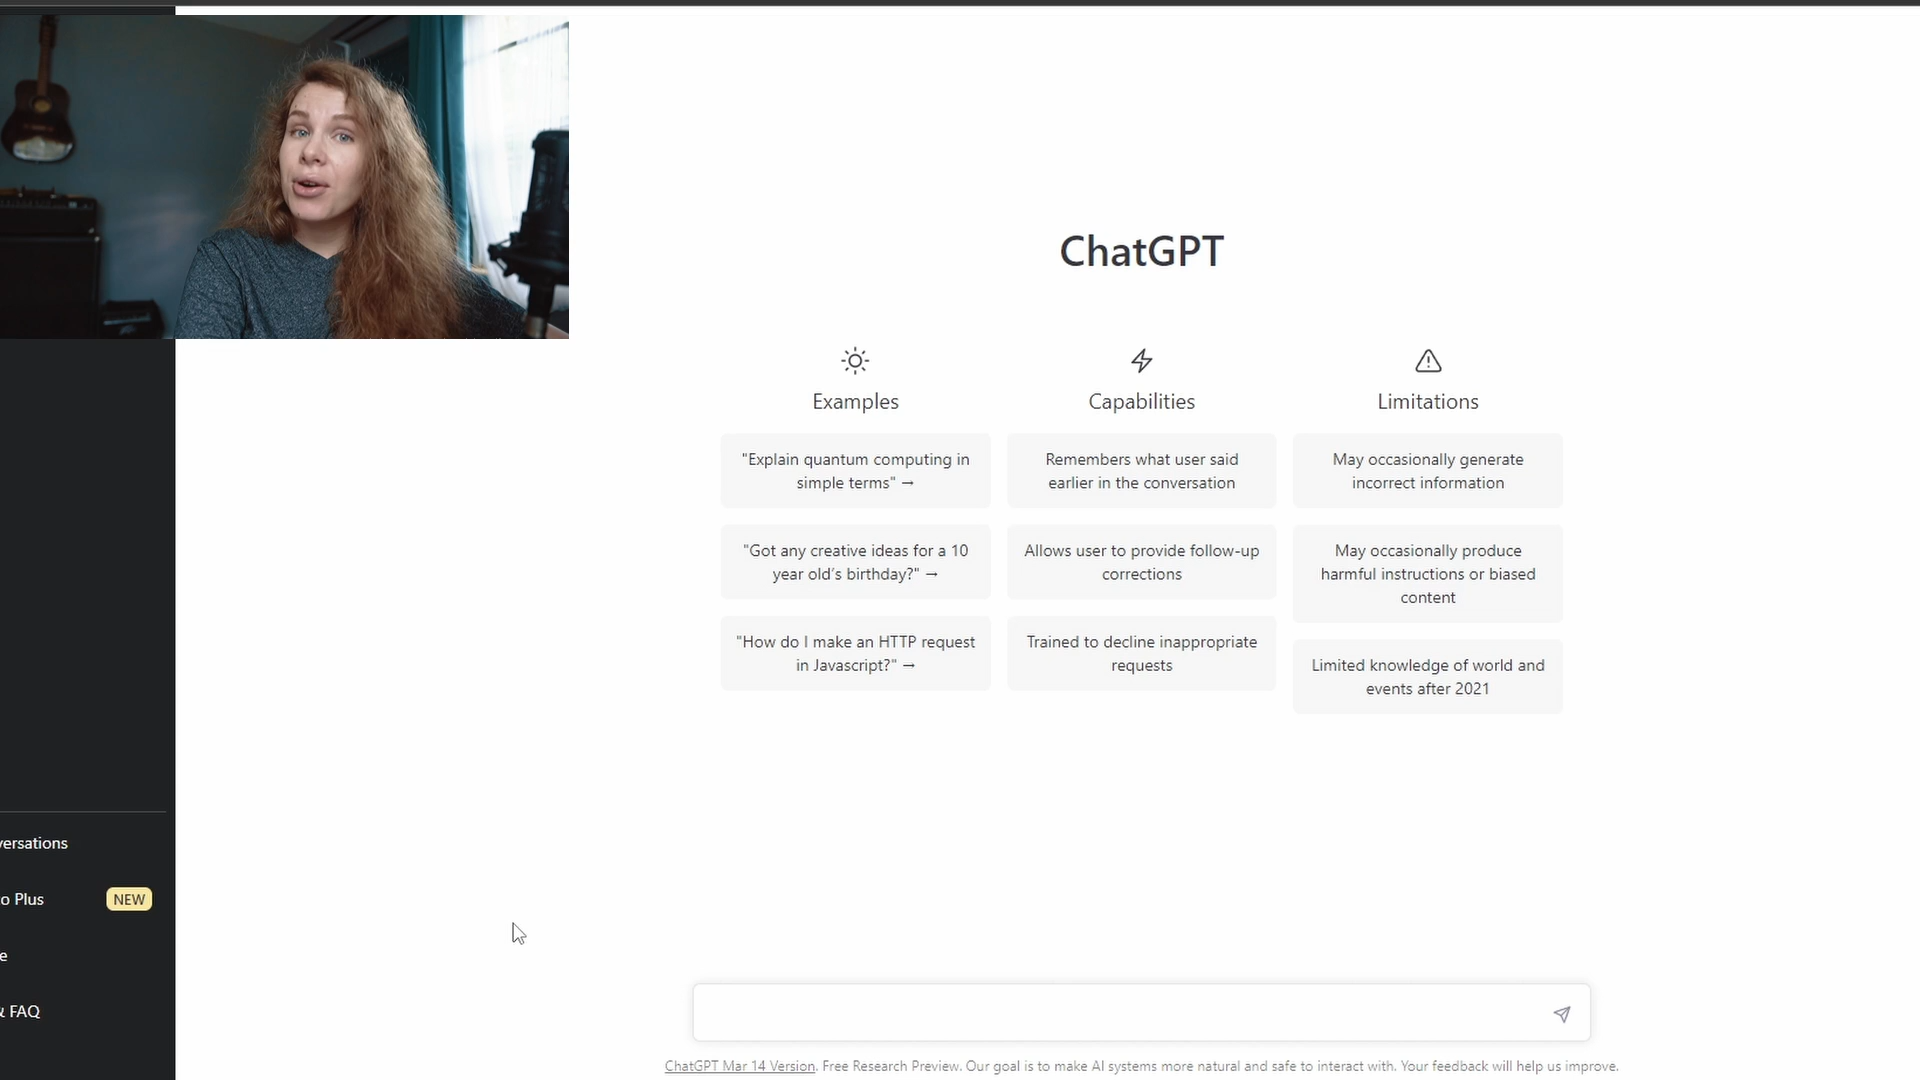 ChatGPT
Examples
"Explain quantum computing in
simple terms" →
"Got any creative ideas for a 10
year old's birthday?" →
"How do I make an HTTP request
in Javascript?" →
Capabilities
Remembers what user said
earlier in the conversation
Allows user to provide follow-up
corrections
Trained to decline inappropriate
requests
Limitations
May occasionally generate
incorrect information
May occasionally produce
harmful instructions or biased
content
Limited knowledge of world and
events after 2021
versations
o Plus NEW
e
& FAQ
ChatGPT Mar 14 Version. Free Research Preview. Our goal is to make AI systems more natural and safe to interact with. Your feedback will help us improve.